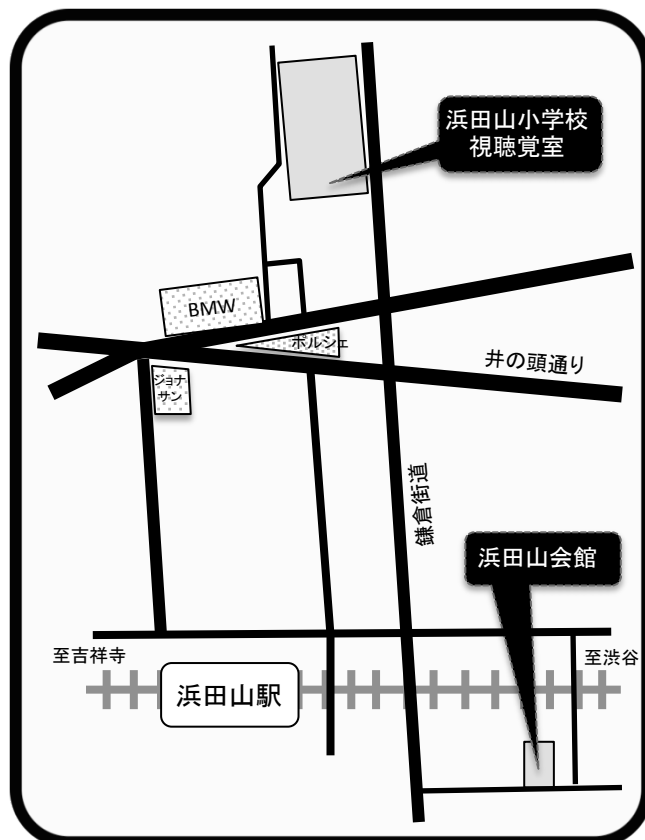 浜田山小学校
視聴覚室
BMW
ポルシェ
井の頭通り
ジョナ
サン
鎌倉街道
浜田山会館
至吉祥寺
至渋谷
浜田山駅